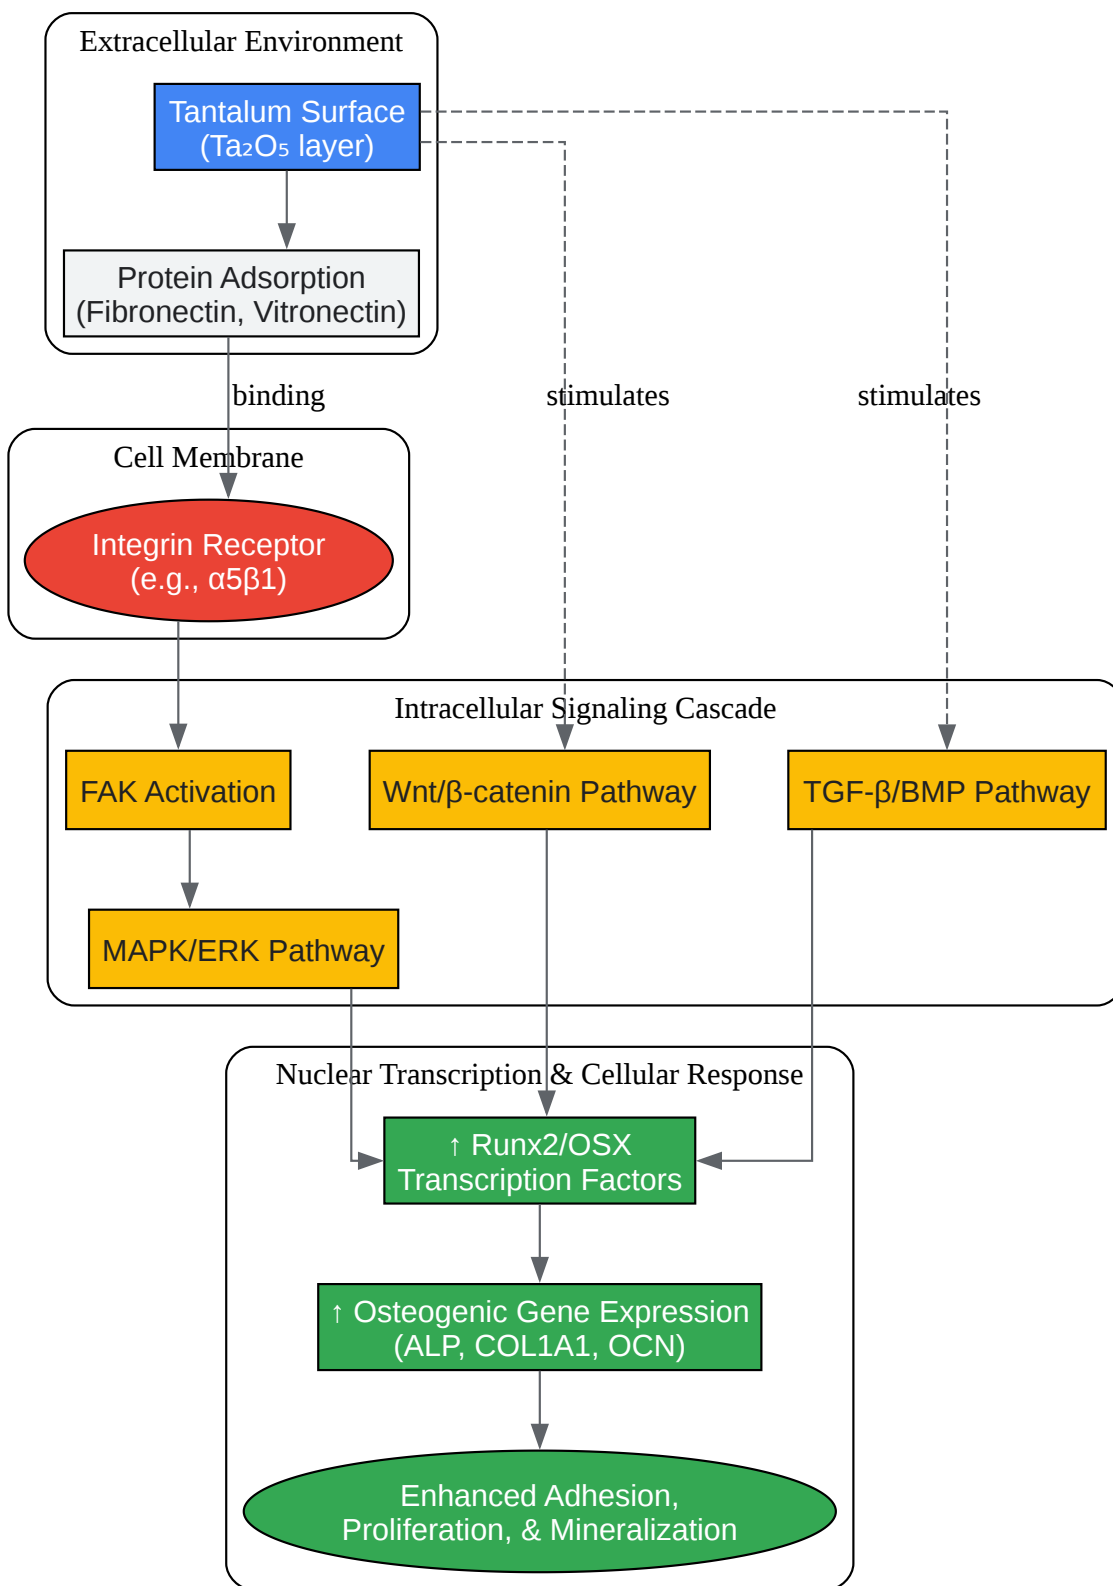 Extracellular Environment
Tantalum Surface
(Ta₂O₅ layer)
Protein Adsorption
(Fibronectin, Vitronectin)
binding
stimulates
stimulates
Cell Membrane
Integrin Receptor
(e.g., α5β1)
Intracellular Signaling Cascade
FAK Activation
Wnt/β-catenin Pathway
TGF-β/BMP Pathway
MAPK/ERK Pathway
Nuclear Transcription & Cellular Response
↑ Runx2/OSX
Transcription Factors
↑ Osteogenic Gene Expression
(ALP, COL1A1, OCN)
Enhanced Adhesion,
Proliferation, & Mineralization